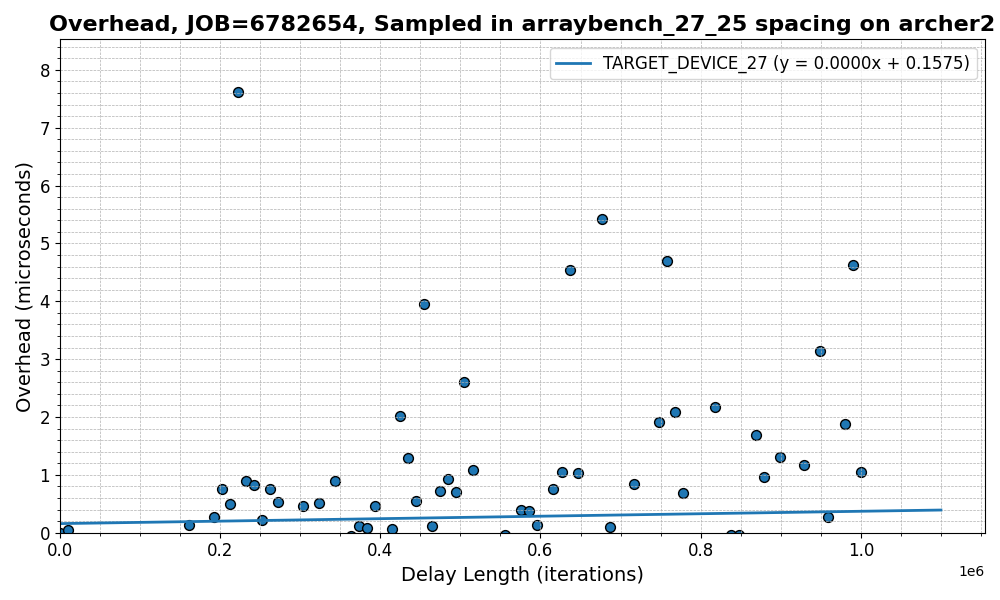 Overhead, JOB=6782654, Sampled in arraybench_27_25 spacing on archer2
TARGET_DEVICE_27 (y = 0.0000x + 0.1575)
Overhead (microseconds)
8
7
6
5
4
3
2
1
0
0.0 0.2 0.4 0.6 0.8 1.0
1e6
Delay Length (iterations)